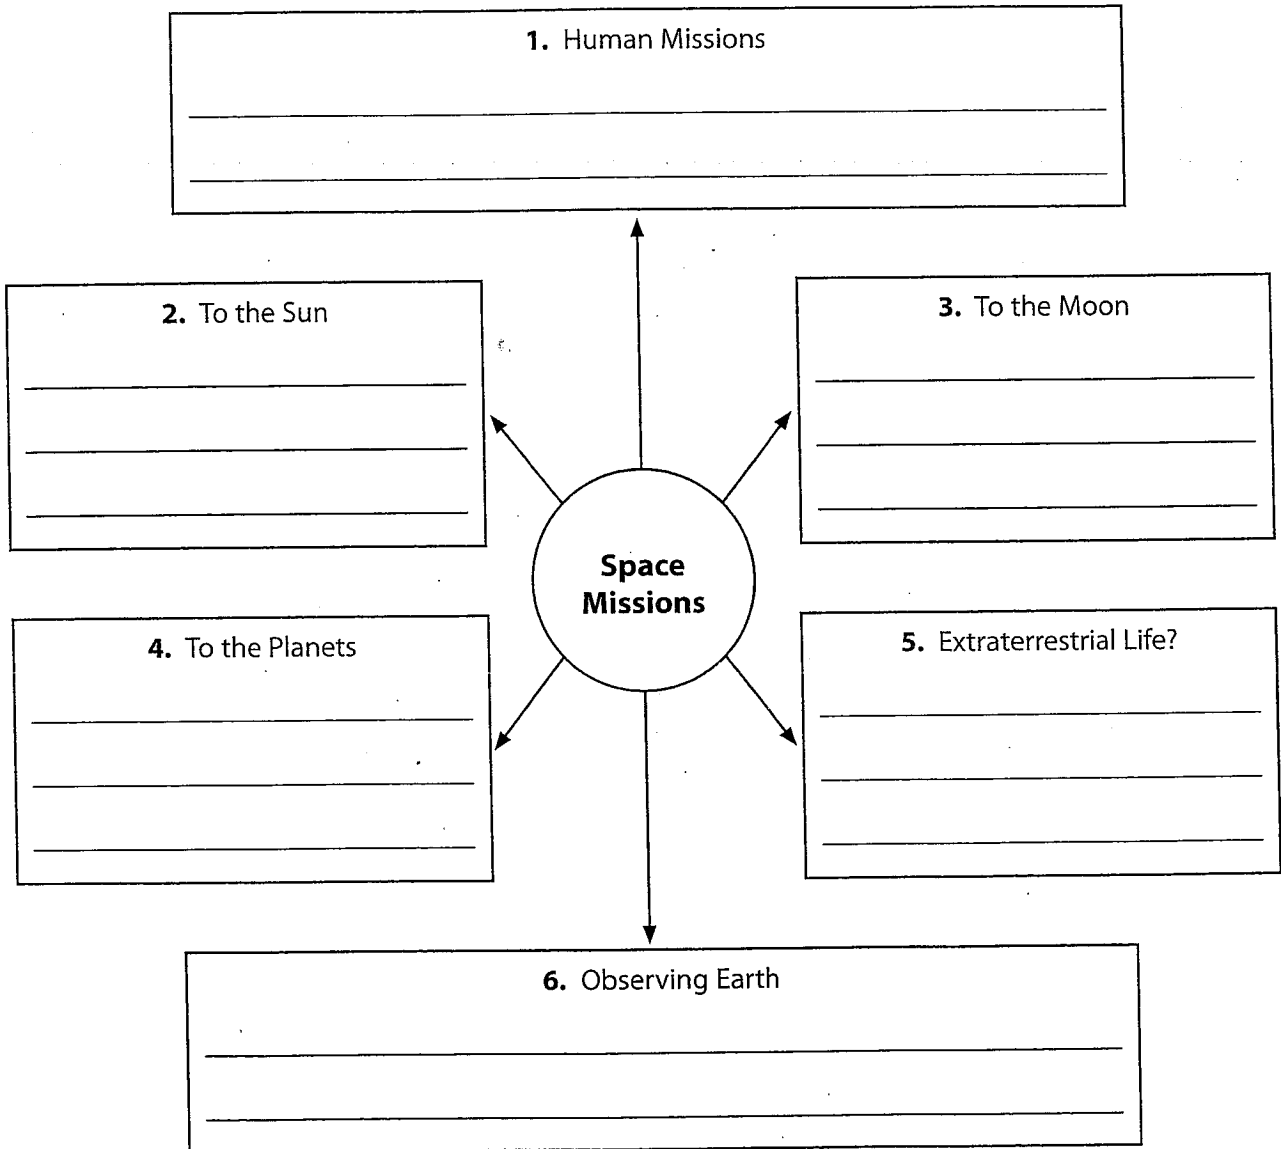 1. Human Missions
2. To the Sun
3. To the Moon
Space
Missions
4. To the Planets
5. Extraterrestrial Life?
6. Observing Earth